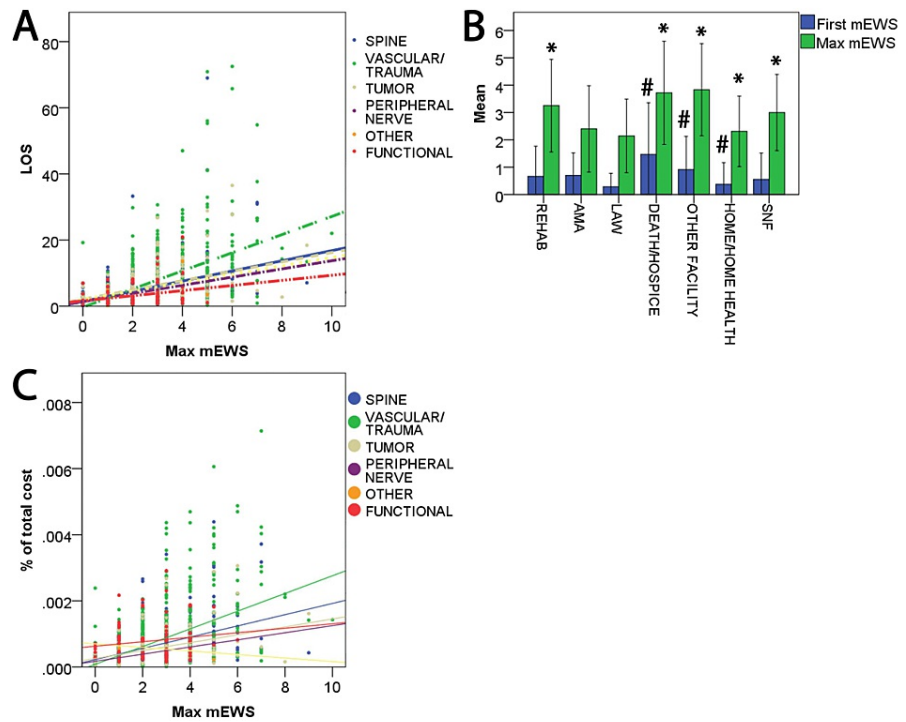 A
LOS
80
60
40
20
0
0 2 4 6 8 10
Max mEWS
SPINE
VASCULAR/
TRAUMA
TUMOR
PERIPHERAL
NERVE
OTHER
FUNCTIONAL
B
Mean
6
5
4
3
2
1
0
* * * * *
# # #
REHAB
AMA
LAW
DEATH/HOSPICE
OTHER FACILITY
HOME/HOME HEALTH
SNF
First mEWS
Max mEWS
C
% of total cost
.008
.006
.004
.002
.000
0 2 4 6 8 10
Max mEWS
SPINE
VASCULAR/
TRAUMA
TUMOR
PERIPHERAL
NERVE
OTHER
FUNCTIONAL